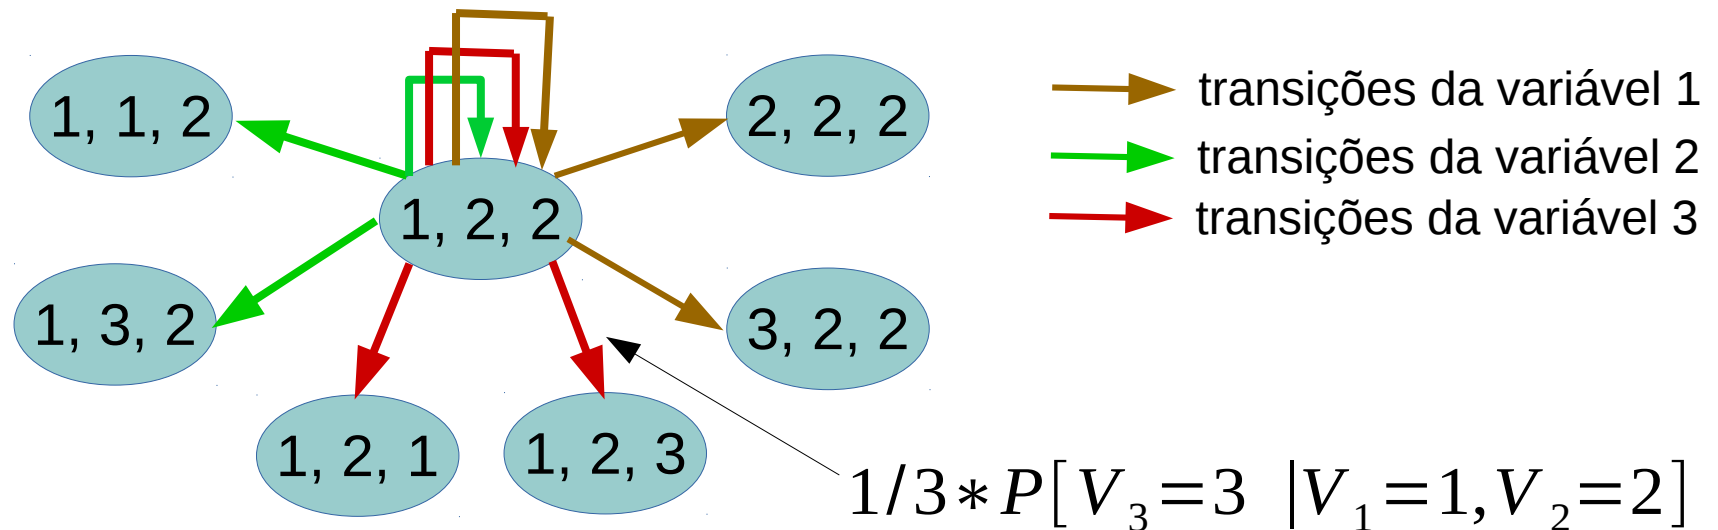 1, 1, 2
2, 2, 2
1, 2, 2
1, 3, 2
3, 2, 2
1, 2, 1
1, 2, 3
transições da variável 1
transições da variável 2
transições da variável 3
1/3∗P[V₃=3 |V₁=1,V₂=2]